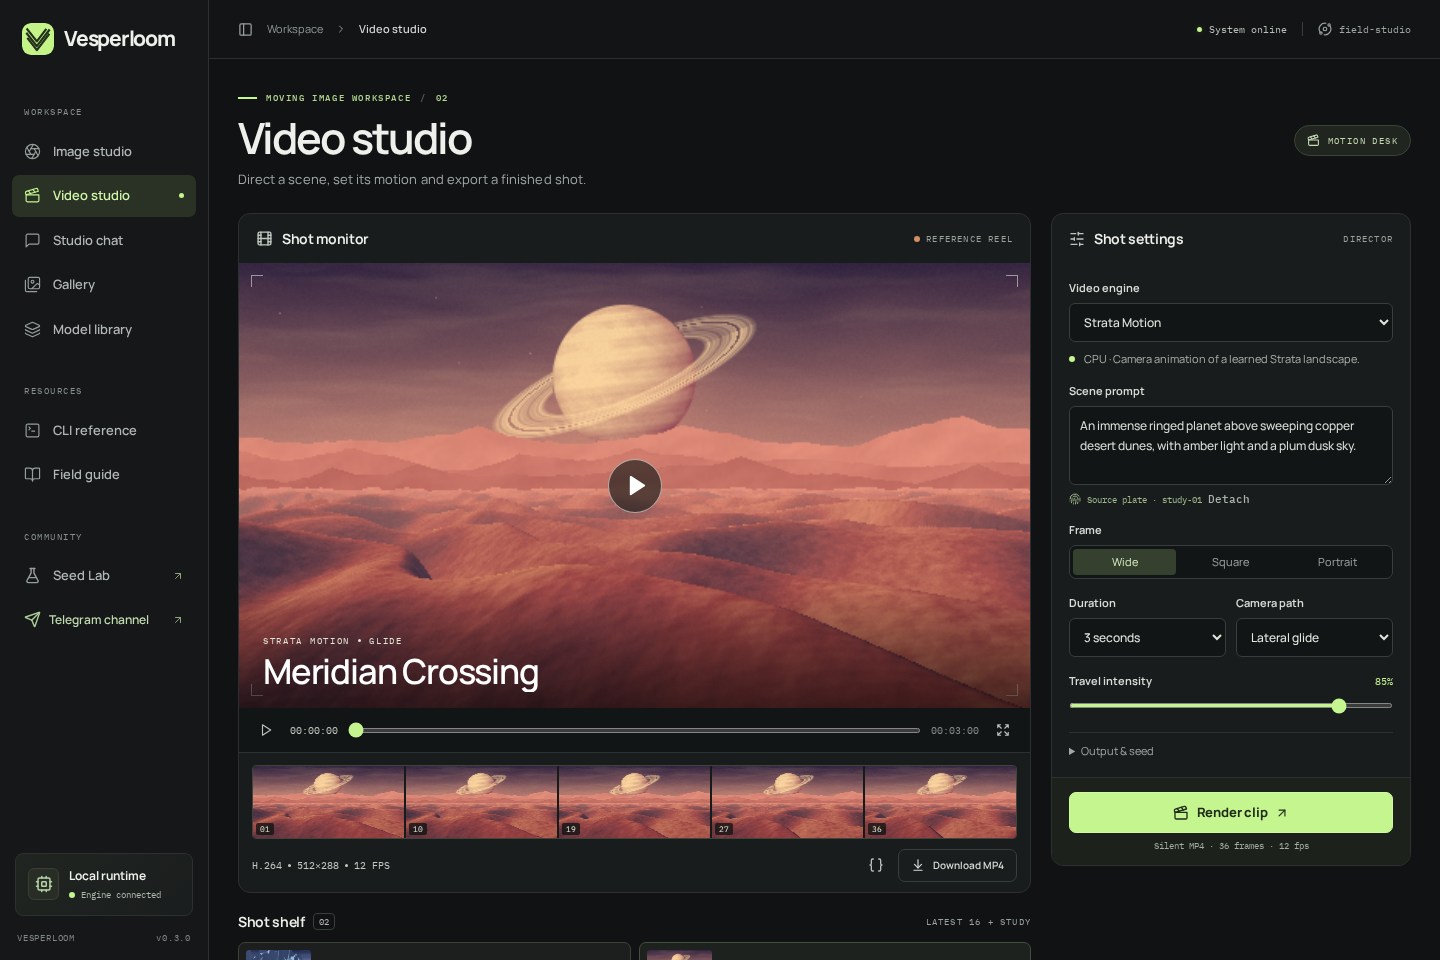 Vesperloom
WORKSPACE
Image studio
Video studio
Studio chat
Gallery
Model library
RESOURCES
CLI reference
Field guide
COMMUNITY
Seed Lab
Telegram channel
Local runtime
Engine connected
VESPERLOOM v0.3.0
Workspace Video studio
System online field-studio
MOVING IMAGE WORKSPACE / 02
Video studio
Direct a scene, set its motion and export a finished shot.
MOTION DESK
Shot monitor
REFERENCE REEL
STRATA MOTION • GLIDE
Meridian Crossing
00:00:00 00:03:00
01 10 19 27 36
H.264 • 512×288 • 12 FPS
{} Download MP4
Shot shelf 02
LATEST 16 + STUDY
Shot settings
DIRECTOR
Video engine
Strata Motion
CPU · Camera animation of a learned Strata landscape.
Scene prompt
An immense ringed planet above sweeping copper
desert dunes, with amber light and a plum dusk sky.
Source plate · study-01 Detach
Frame
Wide Square Portrait
Duration Camera path
3 seconds Lateral glide
Travel intensity 85%
Output & seed
Render clip
Silent MP4 · 36 frames · 12 fps